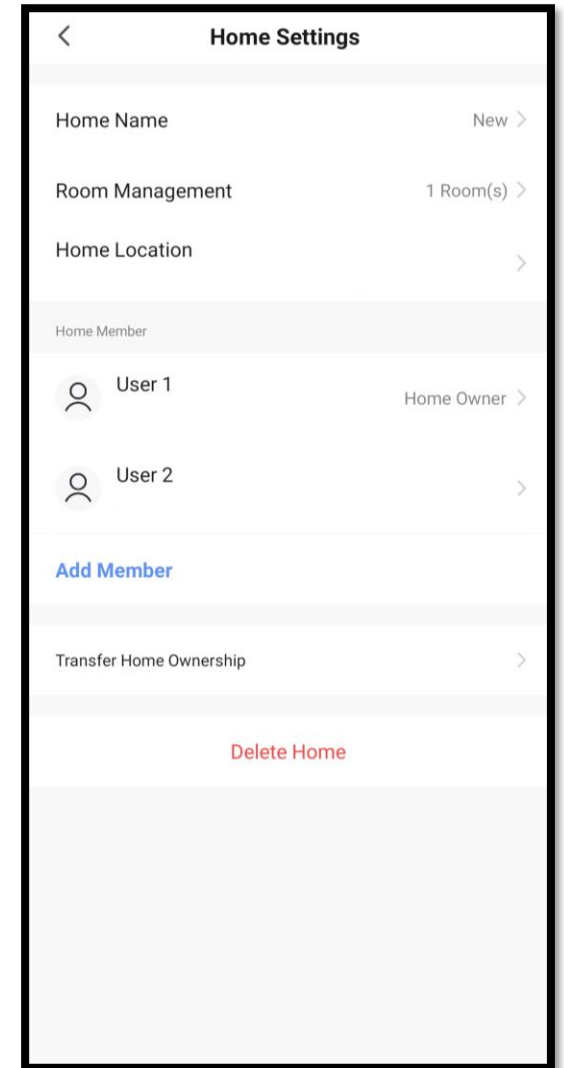 Home Settings
Home Name New
Room Management 1 Room(s)
Home Location
Home Member
User 1
Home Owner
User 2
Add Member
Transfer Home Ownership
Delete Home